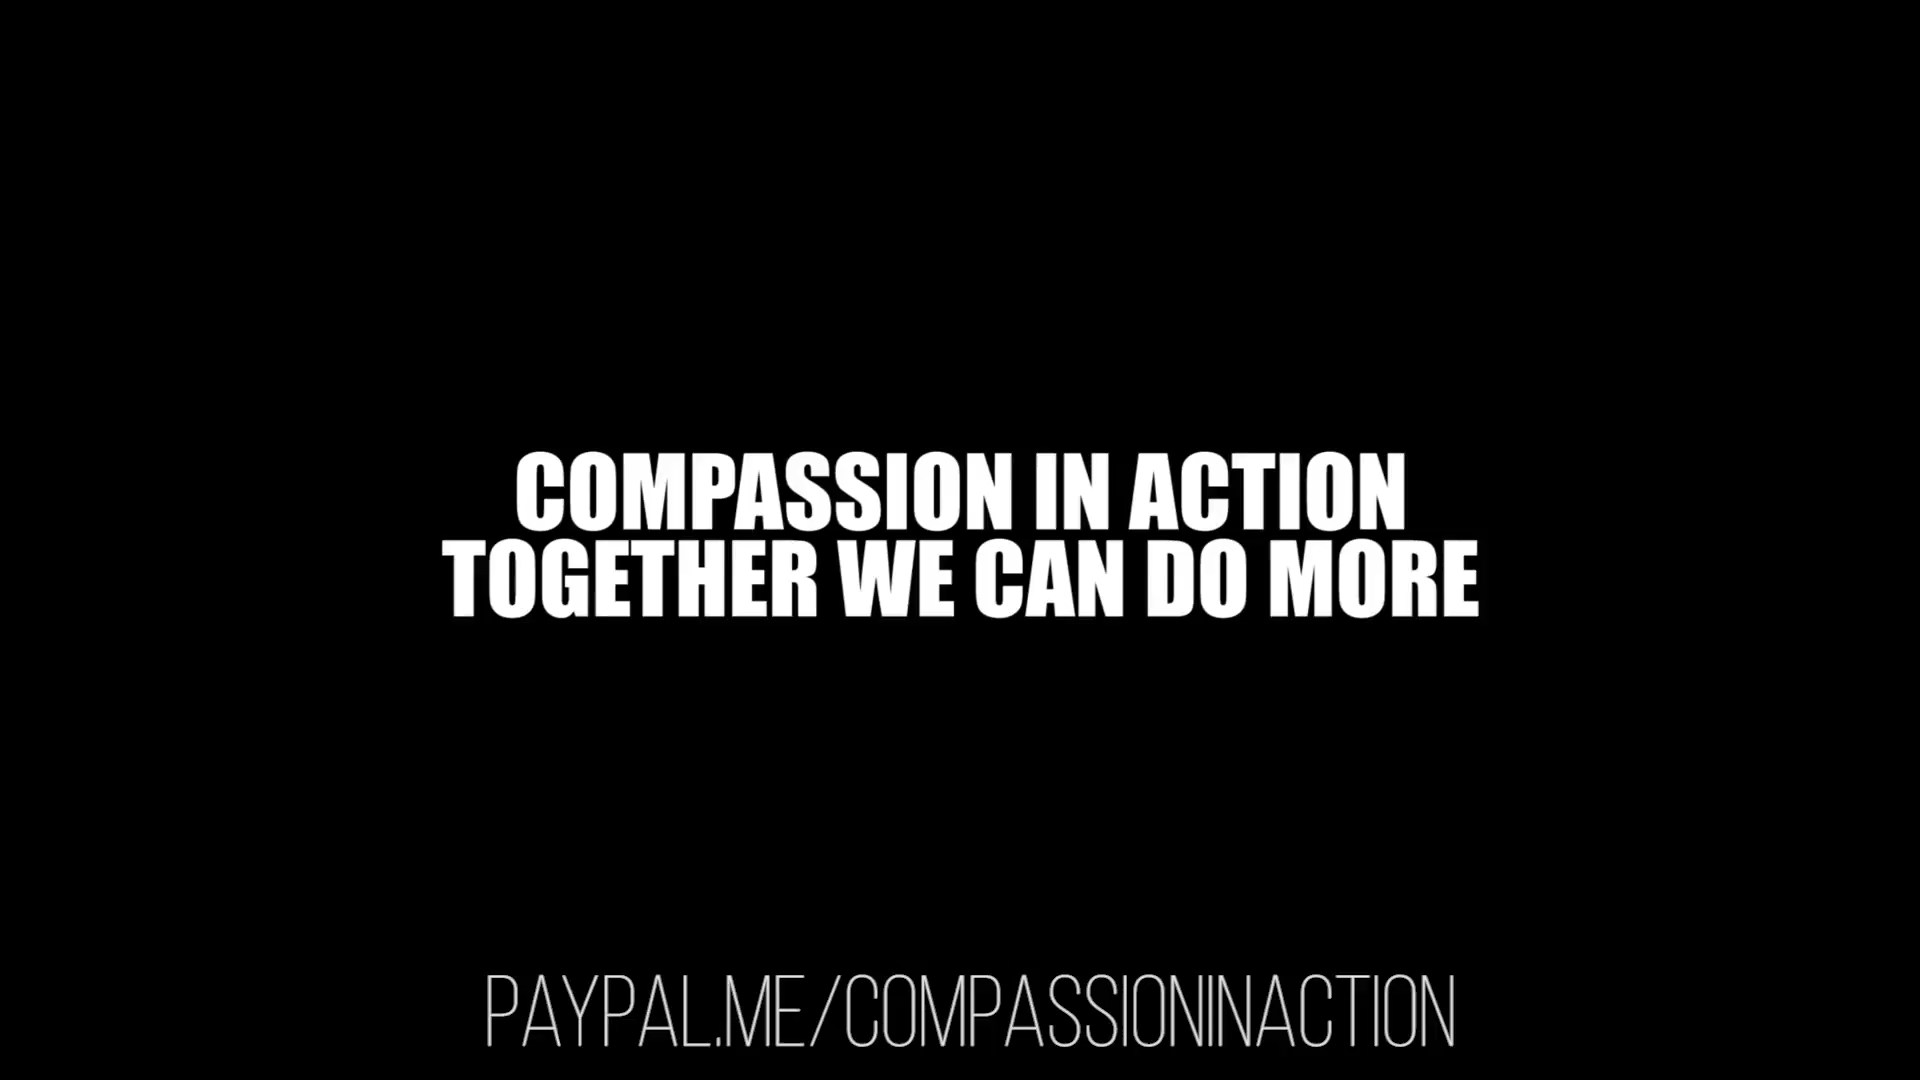 COMPASSION IN ACTION
TOGETHER WE CAN DO MORE
PAYPAL.ME/COMPASSIONINACTION